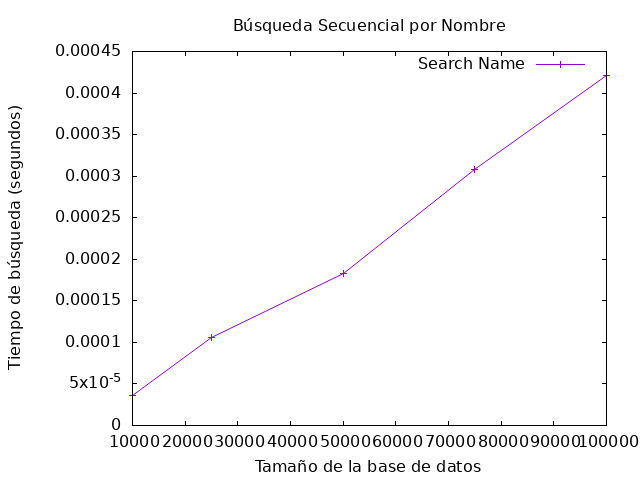 Búsqueda Secuencial por Nombre
Search Name
Tiempo de búsqueda (segundos)
0.00045
0.0004
0.00035
0.0003
0.00025
0.0002
0.00015
0.0001
5x10⁻⁵
0
10000 20000 30000 40000 50000 60000 70000 80000 90000 100000
Tamaño de la base de datos